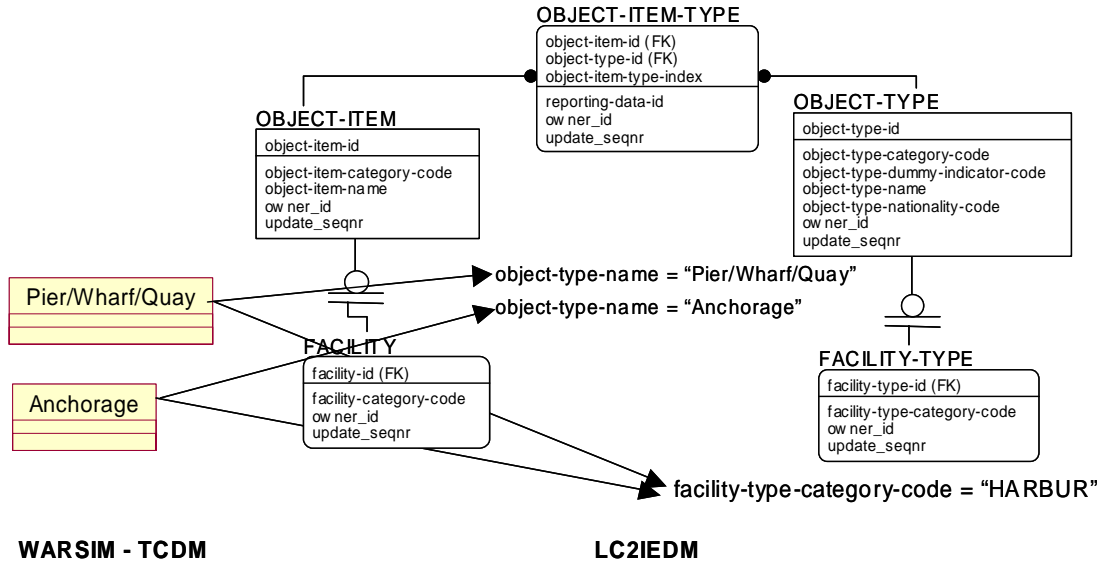 OBJECT-ITEM-TYPE
object-item-id (FK)
object-type-id (FK)
object-item-type-index
reporting-data-id
ow ner_id
update_seqnr
OBJECT-ITEM
object-item-id
object-item-category-code
object-item-name
ow ner_id
update_seqnr
OBJECT-TYPE
object-type-id
object-type-category-code
object-type-dummy-indicator-code
object-type-name
object-type-nationality-code
ow ner_id
update_seqnr
Pier/Wharf/Quay
object-type-name = “Pier/Wharf/Quay”
object-type-name = “Anchorage”
Anchorage
FACILITY
facility-id (FK)
facility-category-code
ow ner_id
update_seqnr
FACILITY-TYPE
facility-type-id (FK)
facility-type-category-code
ow ner_id
update_seqnr
facility-type-category-code = “HARBUR”
WARSIM - TCDM
LC2IEDM